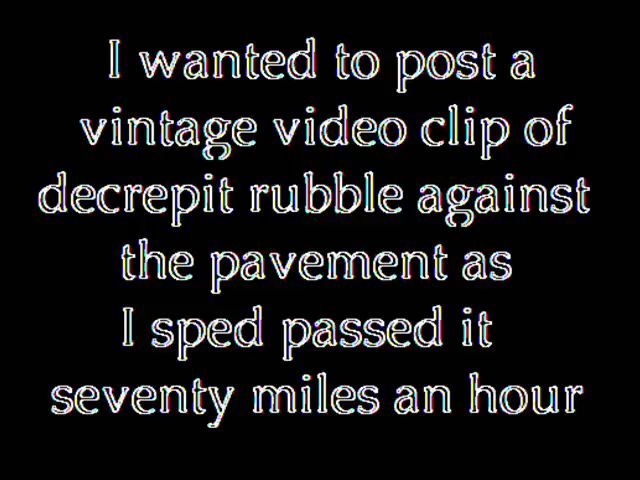 I wanted to post a
vintage video clip of
decrepit rubble against
the pavement as
I sped passed it
seventy miles an hour